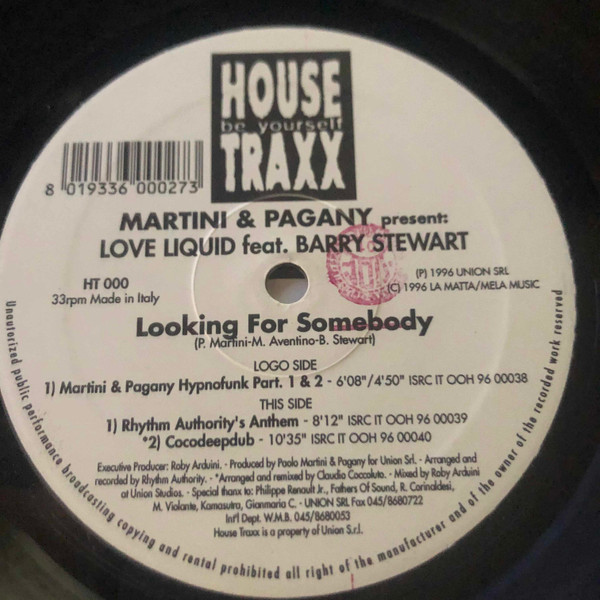 HOUSE
be yourself
TRAXX
8 019336 000273
MARTINI & PAGANY present:
LOVE LIQUID feat. BARRY STEWART
HT 000
33rpm Made in Italy
(P) 1996 UNION SRL
(C) 1996 LA MATTA/MELA MUSIC
Looking For Somebody
(P. Martini-M. Aventino-B. Stewart)
LOGO SIDE
1) Martini & Pagany Hypnofunk Part. 1 & 2 - 6'08"/4'50" ISRC IT OOH 96 00038
THIS SIDE
1) Rhythm Authority's Anthem - 8'12" ISRC IT OOH 96 00039
*2) Cocodeepdub - 10'35" ISRC IT OOH 96 00040
Executive Producer: Roby Arduini. - Produced by Paolo Martini & Pagany for Union Srl. - Arranged and
recorded by Rhythm Authority. - *Arranged and remixed by Claudio Coccoluto. - Mixed by Roby Arduini
at Union Studios. - Special thanx to: Philippe Renault Jr., Fathers Of Sound, R. Corinaldesi,
M. Violante, Kamasutra, Gianmaria C. - UNION SRL Fax 045/8680722
Int'l Dept. W.M.B. 045/8680053
House Traxx is a property of Union S.r.l.
Unautorized public performance broadcasting copying and rental prohibited all right of the manufacturer and of the owner of the recorded work reserved